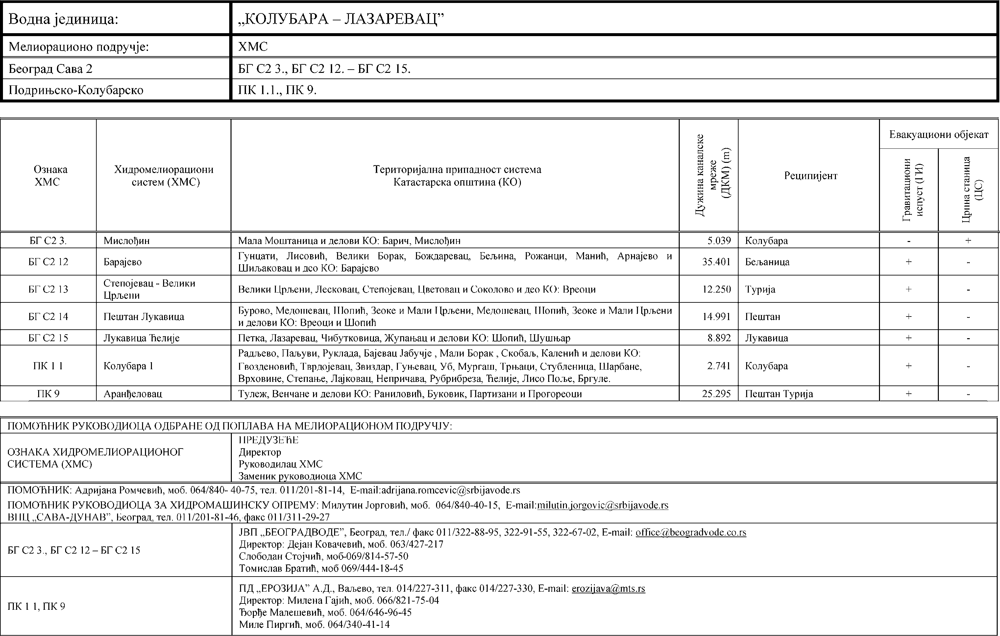 Водна јединица: „КОЛУБАРА – ЛАЗАРЕВАЦ”
Мелиорационо подручје: ХМС
Београд Сава 2 БГ С2 3., БГ С2 12. – БГ С2 15.
Подрињско-Колубарско ПК 1.1., ПК 9.
Ознака ХМС
Хидромелиорациони систем (ХМС)
Територијална припадност система
Катастарска општина (КО)
Дужина каналске мреже (ДКМ) (m)
Реципијент
Евакуациони објекат
Гравитациони испуст (ГИ)
Црпна станица (ЦС)
БГ С2 3. Мислођин Мала Моштаница и делови КО: Барич, Мислођин 5.039 Колубара - +
БГ С2 12 Барајево Гунцати, Лисовић, Велики Борак, Бождаревац, Бељина, Рожанци, Манић, Арнајево и
Шиљаковац и део КО: Барајево 35.401 Бељаница + -
БГ С2 13 Степојевац - Велики
Црљени Велики Црљени, Лесковац, Степојевац, Цветовац и Соколово и део КО: Вреоци 12.250 Турија + -
БГ С2 14 Пештан Лукавица Бурово, Медошевац, Шопић, Зеоке и Мали Црљени, Медошевац, Шопић, Зеоке и Мали Црљени
и делови КО: Вреоци и Шопић 14.991 Пештан + -
БГ С2 15 Лукавица Ћелије Петка, Лазаревац, Чибутковица, Жупањац и делови КО: Шопић, Шушњар 8.892 Лукавица + -
ПК 1 1 Колубара 1 Радљево, Паљуви, Руклада, Бајевац Јабучје , Мали Борак , Скобаљ, Каленић и делови КО:
Гвозденовић, Тврдојевац, Звиздар, Гуњевац, Уб, Мургаш, Трњаци, Стубленица, Шарбане,
Врховине, Степање, Лајковац, Непричава, Рубрибреза, Ћелије, Лисо Поље, Бргуле. 2.741 Колубара + -
ПК 9 Аранђеловац Тулеж, Венчане и делови КО: Раниловић, Буковик, Партизани и Прогореоци 25.295 Пештан Турија + -
ПОМОЋНИК РУКОВОДИОЦА ОДБРАНЕ ОД ПОПЛАВА НА МЕЛИОРАЦИОНОМ ПОДРУЧЈУ:
ОЗНАКА ХИДРОМЕЛИОРАЦИОНОГ
СИСТЕМА (ХМС)
ПРЕДУЗЕЋЕ
Директор
Руководилац ХМС
Заменик руководиоца ХМС
ПОМОЋНИК: Адријана Ромчевић, моб. 064/840- 40-75, тел. 011/201-81-14, E-mail:adrijana.romcevic@srbijavode.rs
ПОМОЋНИК РУКОВОДИОЦА ЗА ХИДРОМАШИНСКУ ОПРЕМУ: Милутин Јорговић, моб. 064/840-40-15, E-mail:milutin.jorgovic@srbijavode.rs
ВПЦ „САВА-ДУНАВ”, Београд, тел. 011/201-81-46, факс 011/311-29-27
БГ С2 3., БГ С2 12 – БГ С2 15
ЈВП „БЕОГРАДВОДЕ”, Београд, тел./ факс 011/322-88-95, 322-91-55, 322-67-02, E-mail: office@beogradvode.co.rs
Директор: Дејан Ковачевић, моб. 063/427-217
Слободан Стојчић, моб-069/814-57-50
Томислав Братић, моб 069/444-18-45
ПК 1 1, ПК 9
ПД „ЕРОЗИЈА” А.Д., Ваљево, тел. 014/227-311, факс 014/227-330, E-mail: erozijava@mts.rs
Директор: Милена Гајић, моб. 066/821-75-04
Ђорђе Малешевић, моб. 064/646-96-45
Миле Пиргић, моб. 064/340-41-14